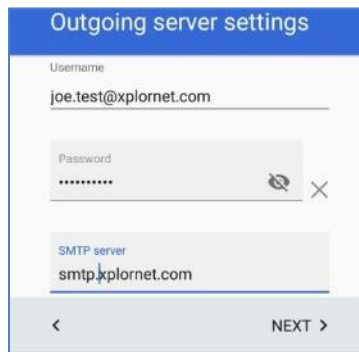 Outgoing server settings
Username
joe.test@xplornet.com
Password
••••••••••
SMTP server
smtp.xplornet.com
< NEXT >